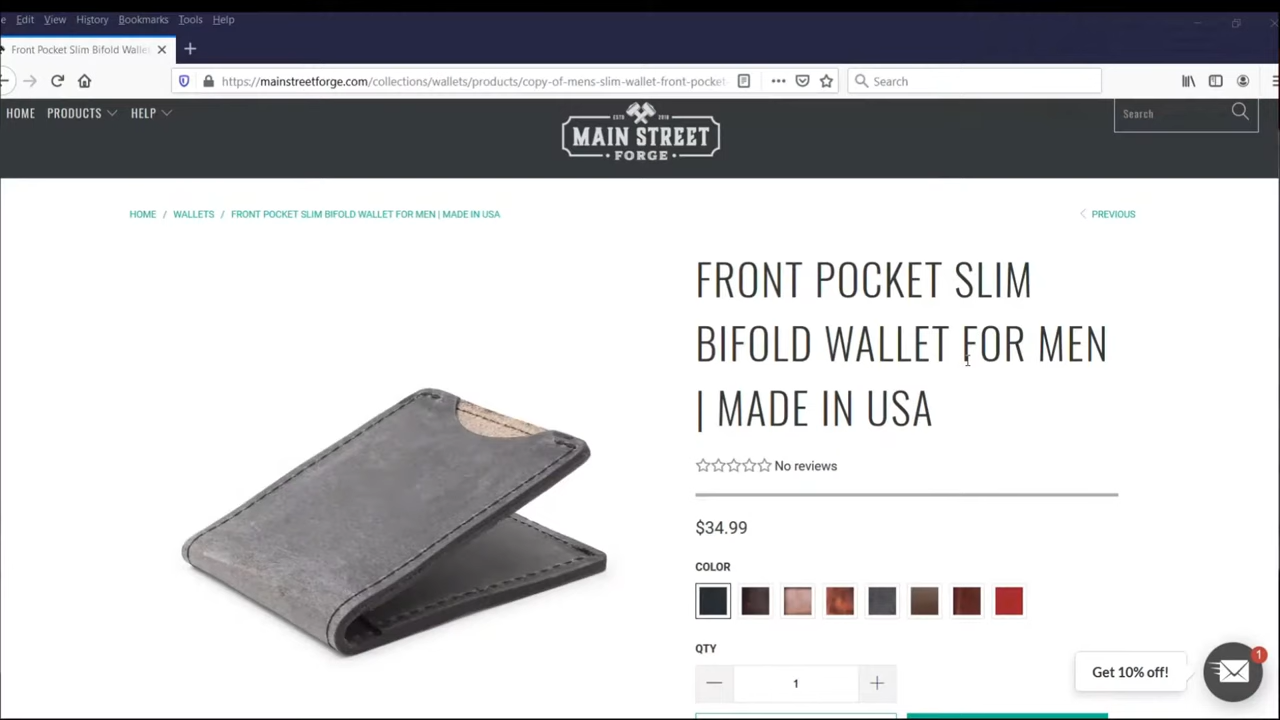 Edit View History Bookmarks Tools Help
Front Pocket Slim Bifold Walle
https://mainstreetforge.com/collections/wallets/products/copy-of-mens-slim-wallet-front-pocket-
Search
HOME PRODUCTS HELP
ESTD 2018
MAIN STREET
FORGE
Search
HOME / WALLETS / FRONT POCKET SLIM BIFOLD WALLET FOR MEN | MADE IN USA
PREVIOUS
FRONT POCKET SLIM
BIFOLD WALLET FOR MEN
| MADE IN USA
No reviews
$34.99
COLOR
QTY
1
Get 10% off!
1